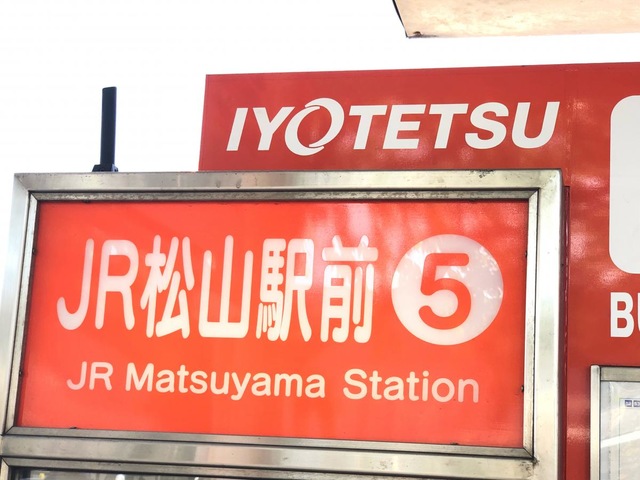 IYOTETSU
JR松山駅前 5
JR Matsuyama Station